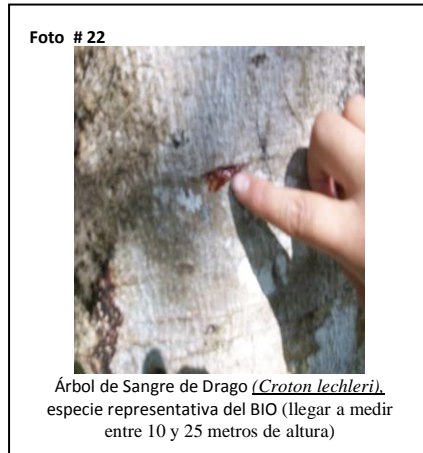 Foto # 22
Árbol de Sangre de Drago (Croton lechleri),
especie representativa del BIO (llegar a medir
entre 10 y 25 metros de altura)